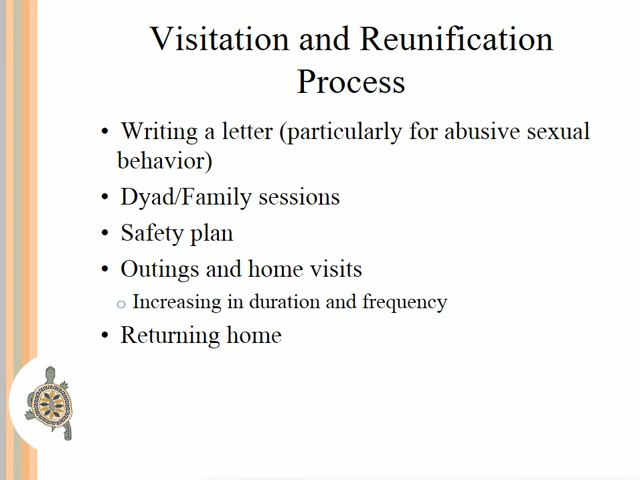 Visitation and Reunification
Process
• Writing a letter (particularly for abusive sexual
behavior)
• Dyad/Family sessions
• Safety plan
• Outings and home visits
o Increasing in duration and frequency
• Returning home